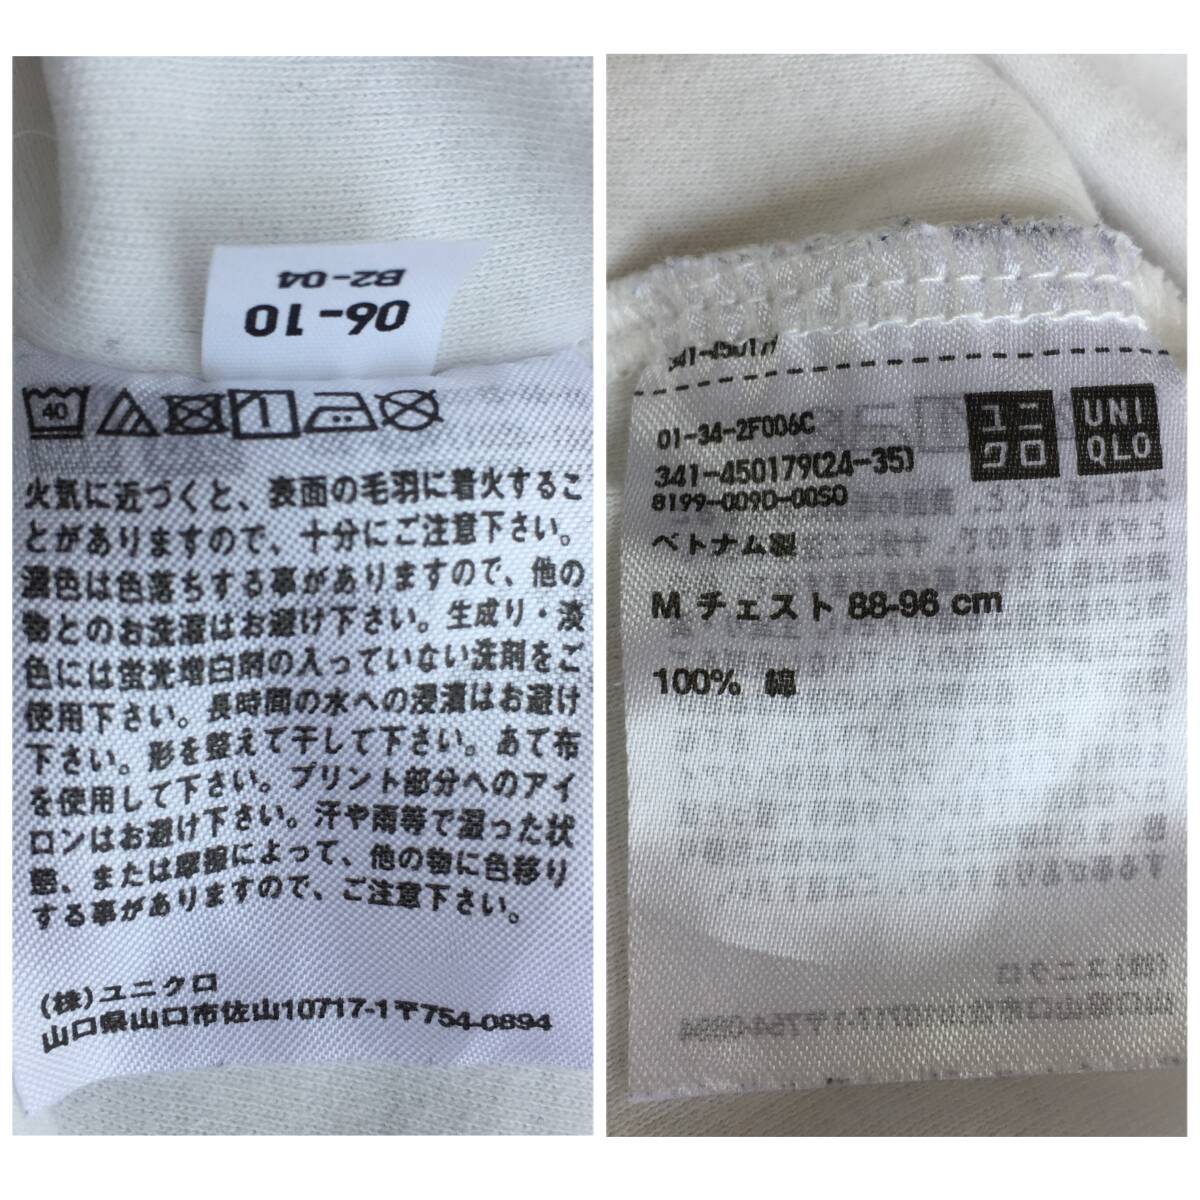 B2-04
06-10
40
火気に近づくと、表面の毛羽に着火するこ
とがありますので、十分にご注意下さい。
濃色は色落ちする事がありますので、他の
物とのお洗濯はお避け下さい。生成り・淡
色には蛍光増白剤の入っていない洗剤をご
使用下さい。長時間の水への浸漬はお避け
下さい。形を整えて干して下さい。あて布
を使用して下さい。プリント部分へのアイ
ロンはお避け下さい。汗や雨等で湿った状
態、または摩擦によって、他の物に色移り
する事がありますので、ご注意下さい。
(株)ユニクロ
山口県山口市佐山10717-1〒754-0894
341-450179
01-34-2F006C
341-450179(24-35)
8199-009D-00S0
ユニクロ
UNIQLO
ベトナム製
M チェスト 88-96 cm
100% 綿